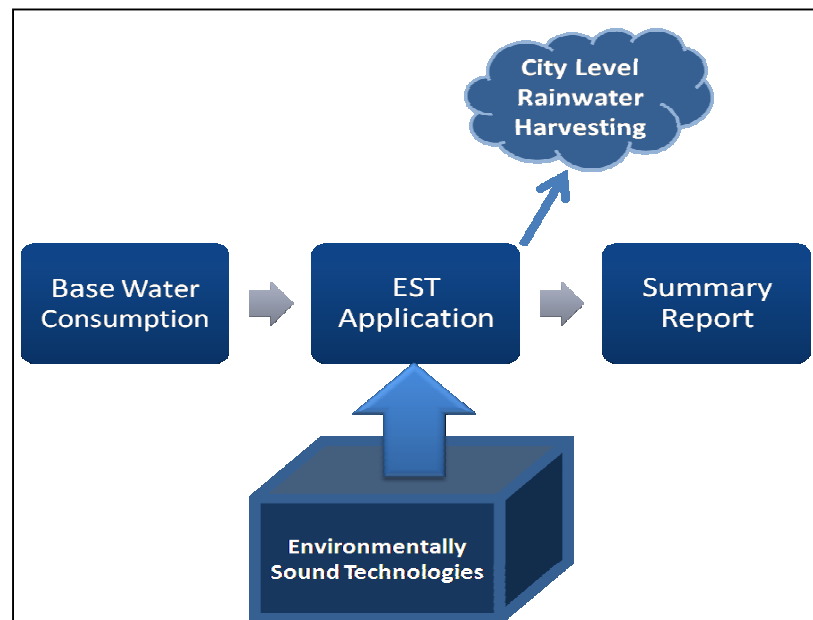 City Level
Rainwater
Harvesting
Base Water
Consumption
EST
Application
Summary
Report
Environmentally
Sound Technologies